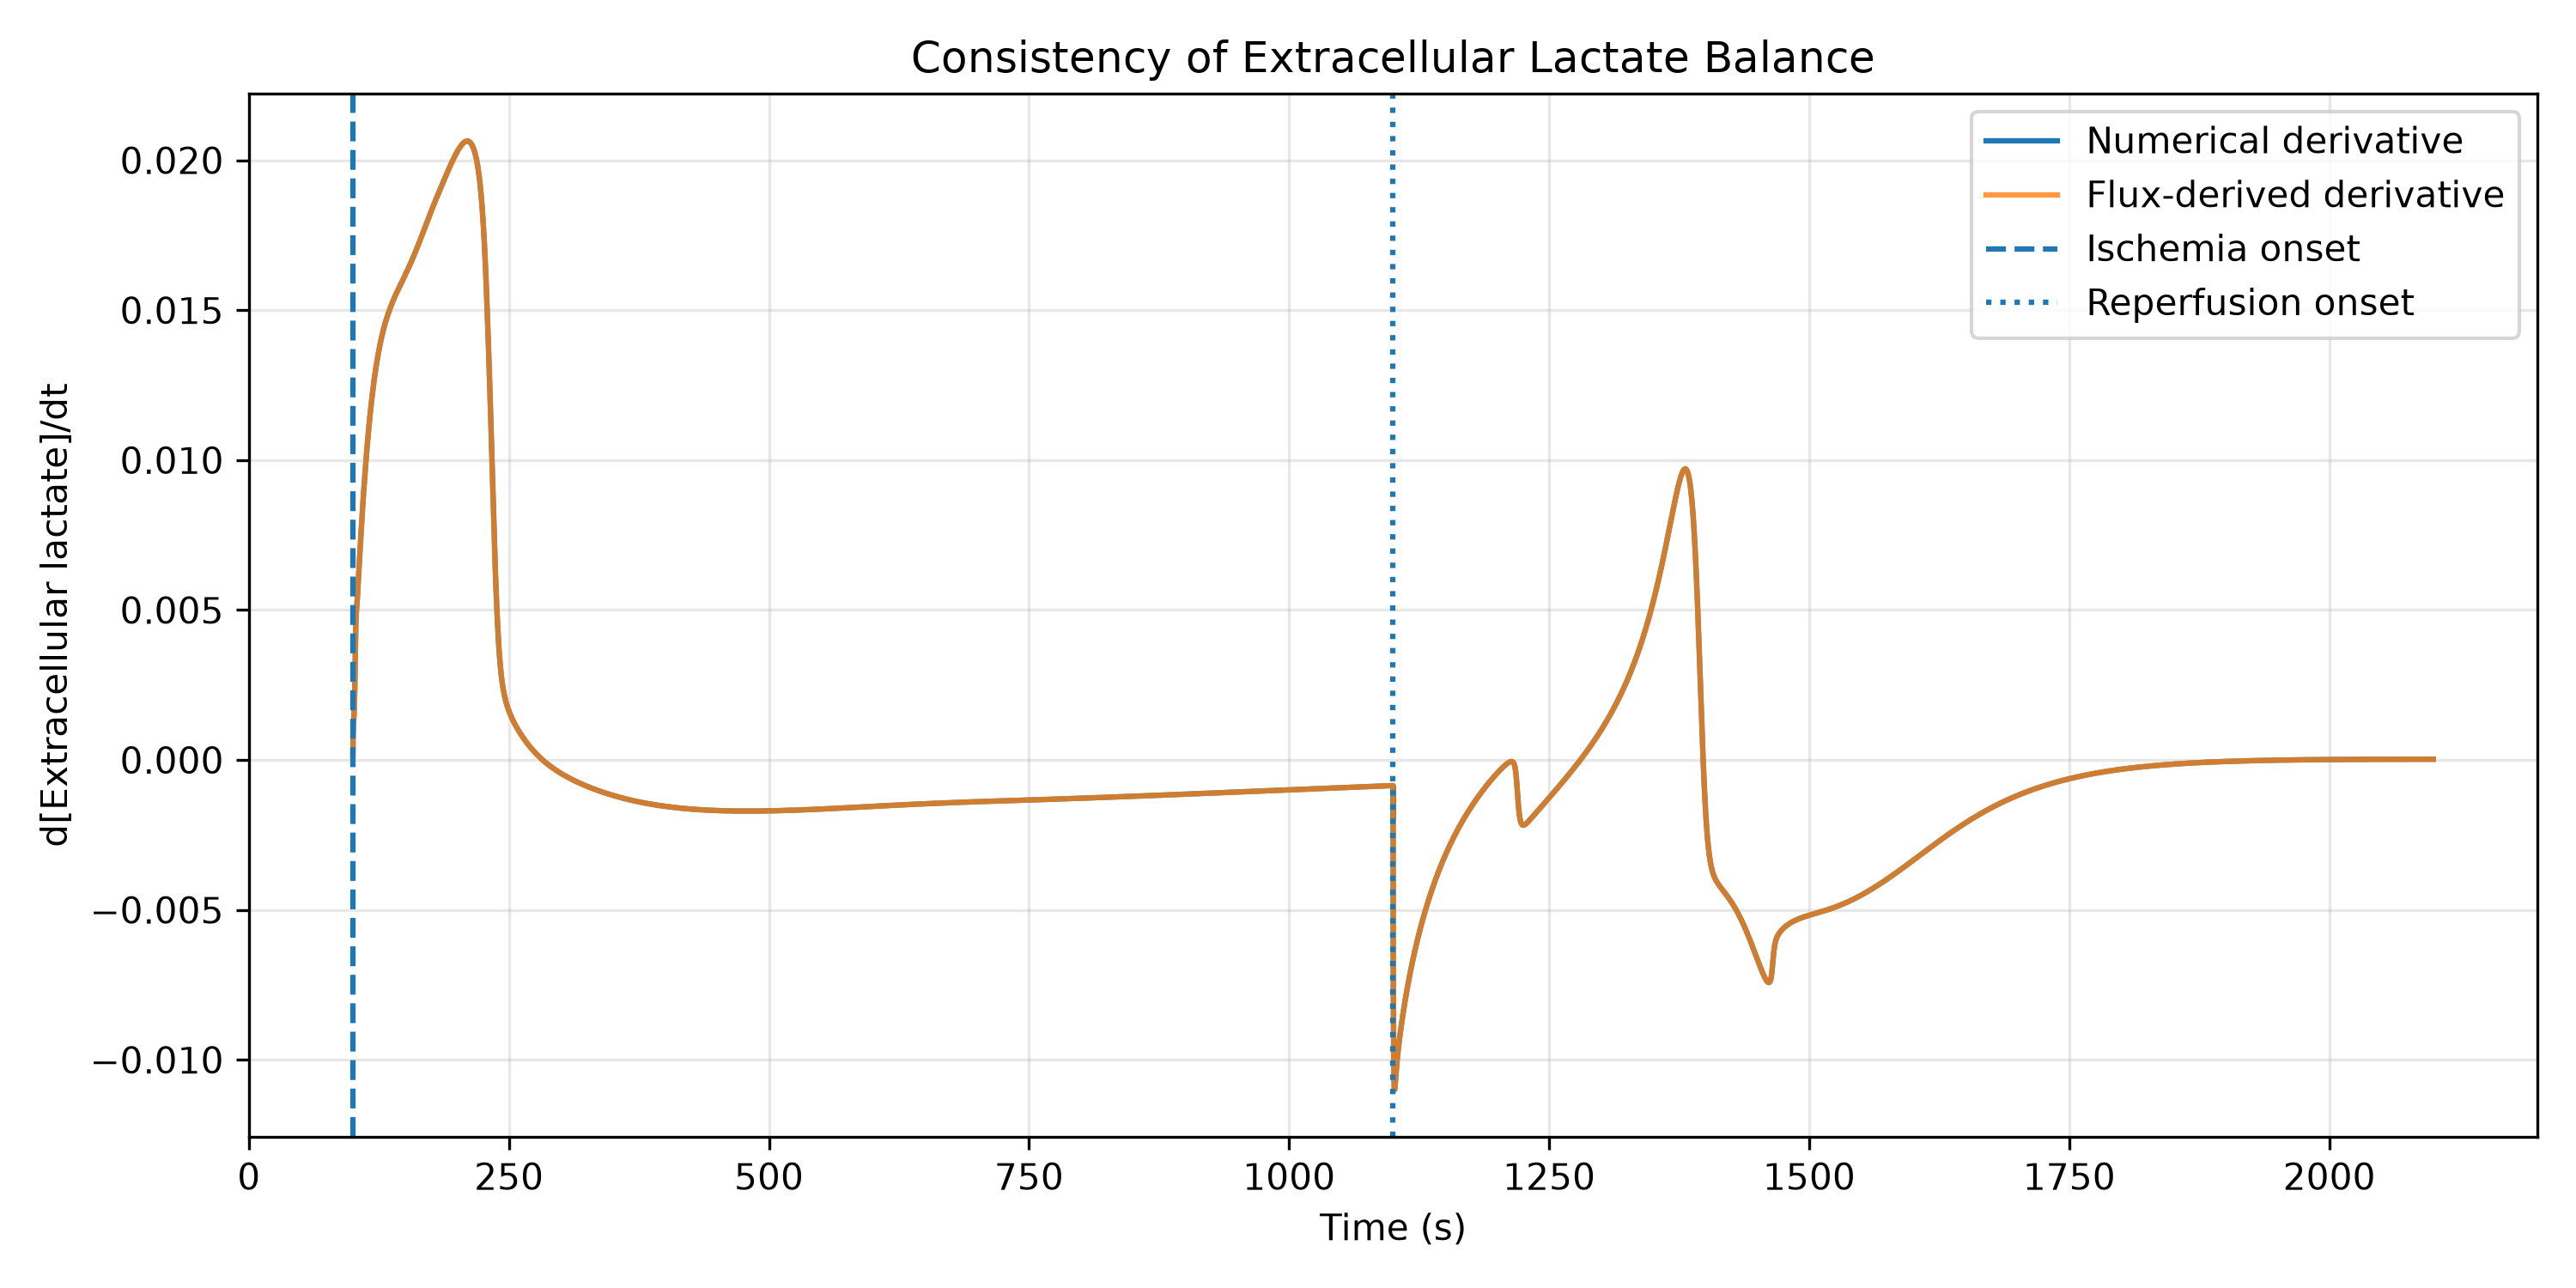 Consistency of Extracellular Lactate Balance
Numerical derivative
Flux-derived derivative
Ischemia onset
Reperfusion onset
d[Extracellular lactate]/dt
0.020
0.015
0.010
0.005
0.000
−0.005
−0.010
0 250 500 750 1000 1250 1500 1750 2000
Time (s)